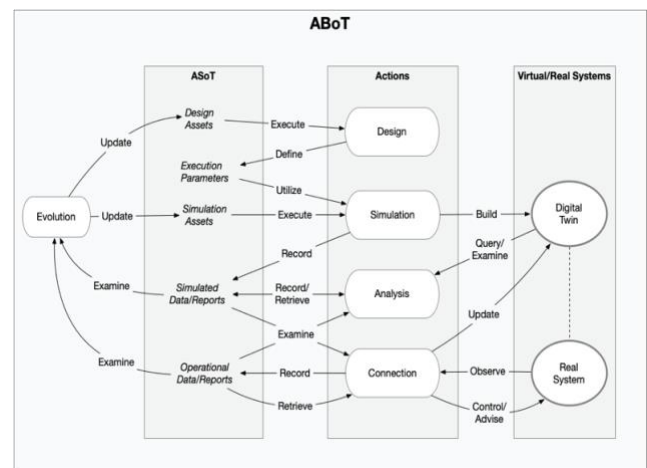 ABoT
ASoT
Actions
Virtual/Real Systems
Design
Assets
Execute
Design
Update
Define
Execution
Parameters
Utilize
Evolution
Update
Simulation
Assets
Execute
Simulation
Build
Digital
Twin
Record
Query/
Examine
Examine
Simulated
Data/Reports
Record/
Retrieve
Analysis
Update
Examine
Examine
Operational
Data/Reports
Record
Connection
Observe
Real
System
Retrieve
Control/
Advise